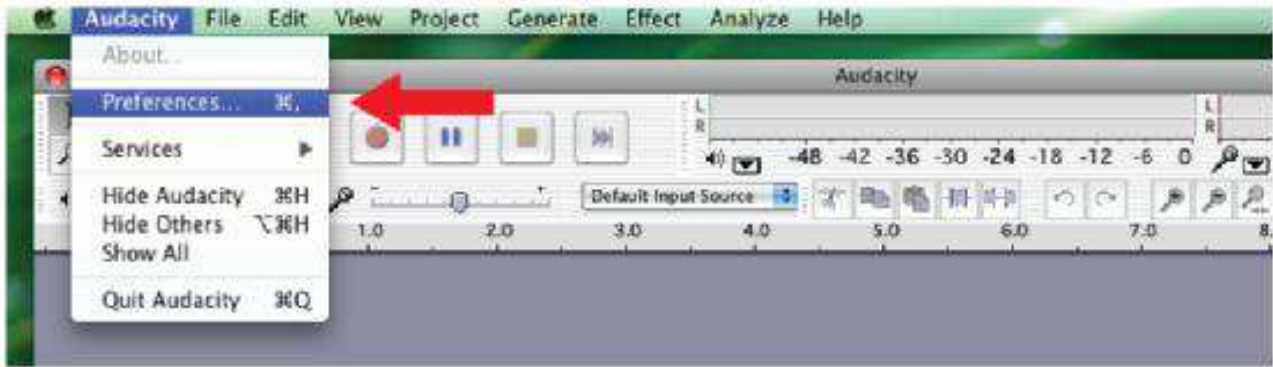 Audacity File Edit View Project Generate Effect Analyze Help
About...
Audacity
Preferences... ⌘,
L
R
L
R
Services
-48 -42 -36 -30 -24 -18 -12 -6 0
Hide Audacity ⌘H
Default Input Source
Hide Others ⌥⌘H
1.0 2.0 3.0 4.0 5.0 6.0 7.0 8.
Show All
Quit Audacity ⌘Q